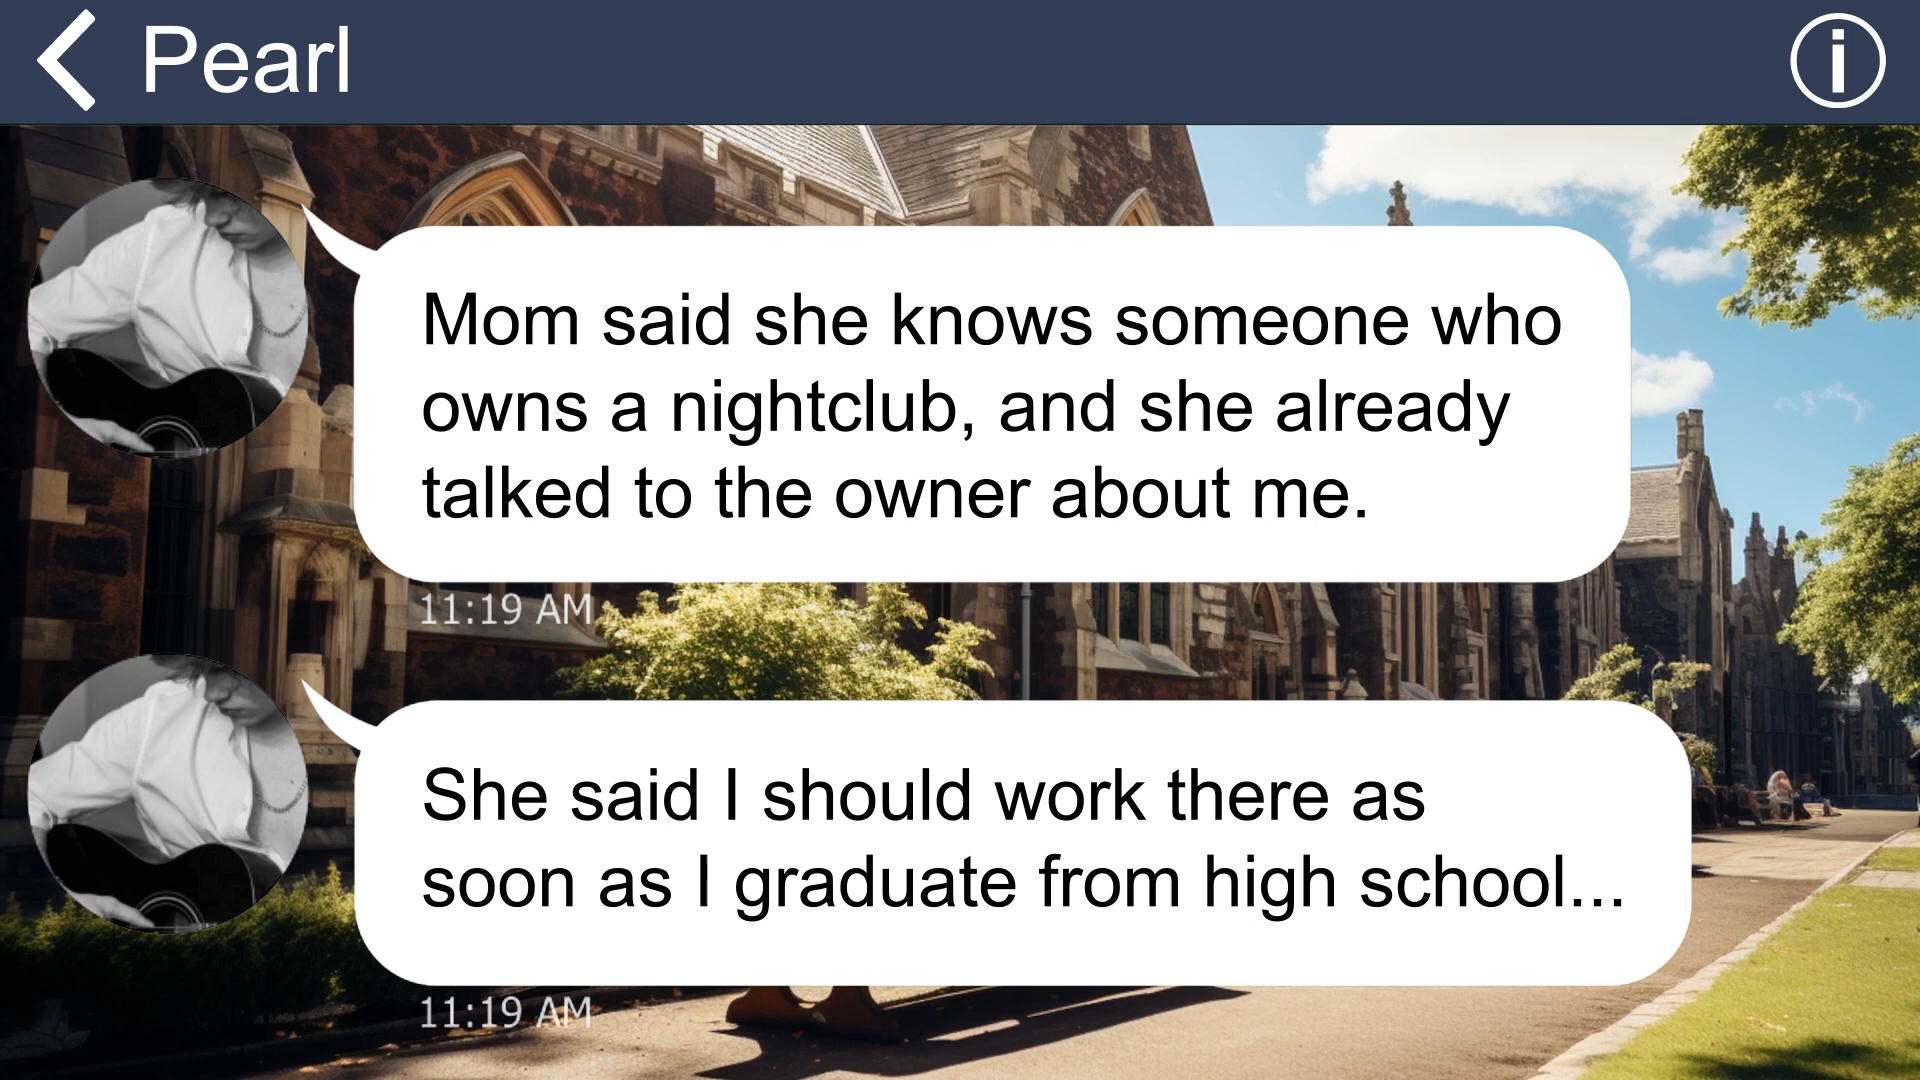 Pearl
Mom said she knows someone who
owns a nightclub, and she already
talked to the owner about me.
11:19 AM
She said I should work there as
soon as I graduate from high school...
11:19 AM